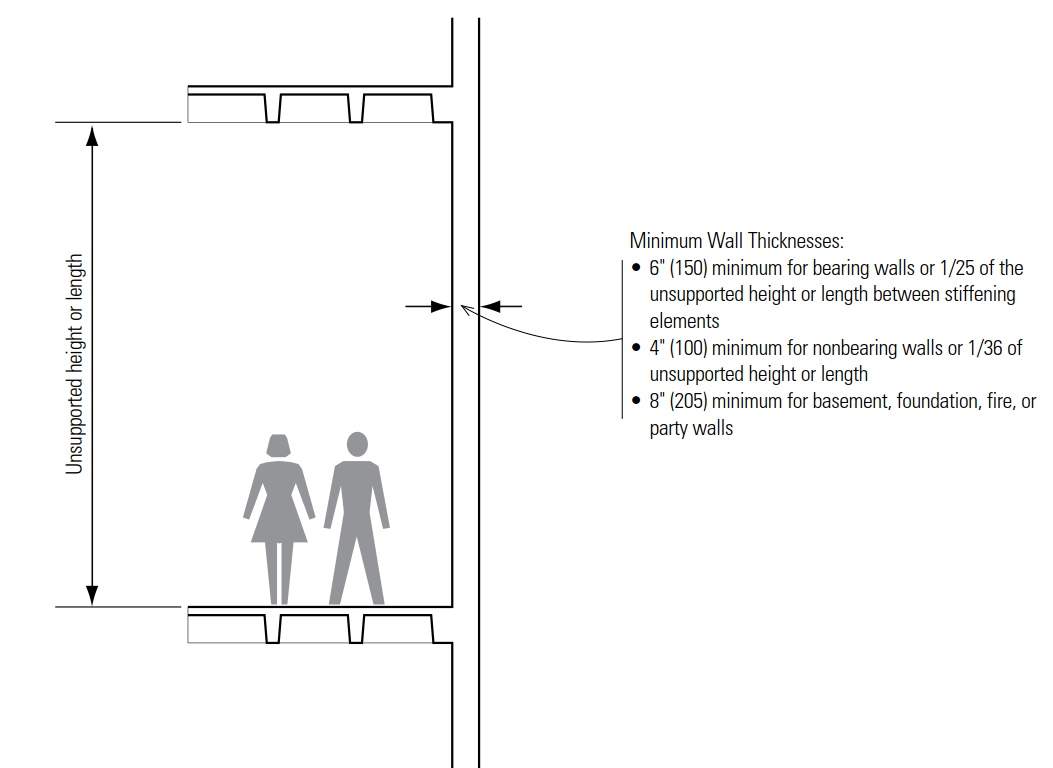 Unsupported height or length
Minimum Wall Thicknesses:
• 6" (150) minimum for bearing walls or 1/25 of the
unsupported height or length between stiffening
elements
• 4" (100) minimum for nonbearing walls or 1/36 of
unsupported height or length
• 8" (205) minimum for basement, foundation, fire, or
party walls